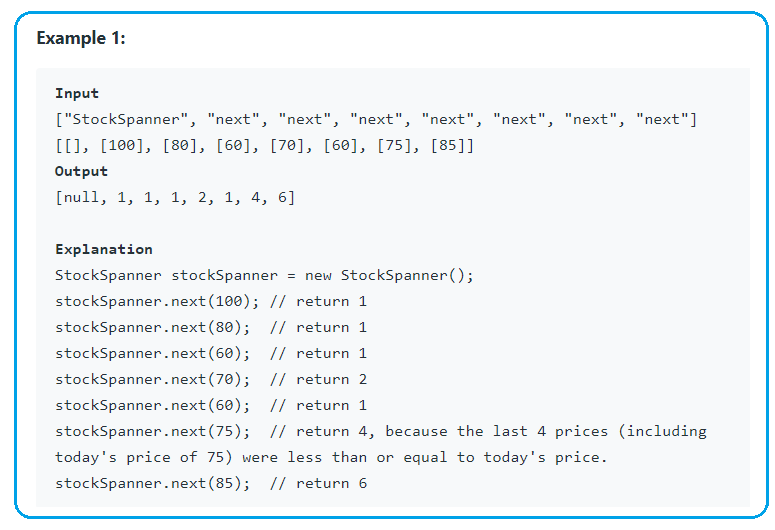 Example 1:
Input
["StockSpanner", "next", "next", "next", "next", "next", "next", "next"]
[[], [100], [80], [60], [70], [60], [75], [85]]
Output
[null, 1, 1, 1, 2, 1, 4, 6]
Explanation
StockSpanner stockSpanner = new StockSpanner();
stockSpanner.next(100); // return 1
stockSpanner.next(80);  // return 1
stockSpanner.next(60);  // return 1
stockSpanner.next(70);  // return 2
stockSpanner.next(60);  // return 1
stockSpanner.next(75);  // return 4, because the last 4 prices (including
today's price of 75) were less than or equal to today's price.
stockSpanner.next(85);  // return 6